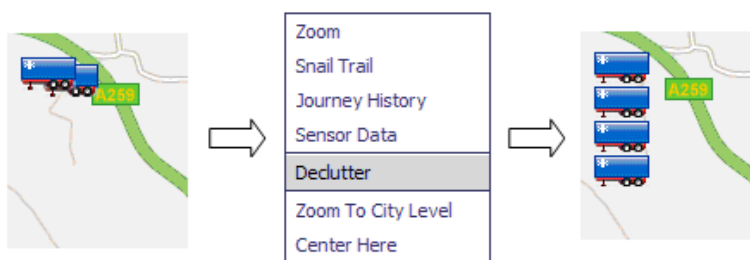 A259
Zoom
Snail Trail
Journey History
Sensor Data
Declutter
Zoom To City Level
Center Here
A259